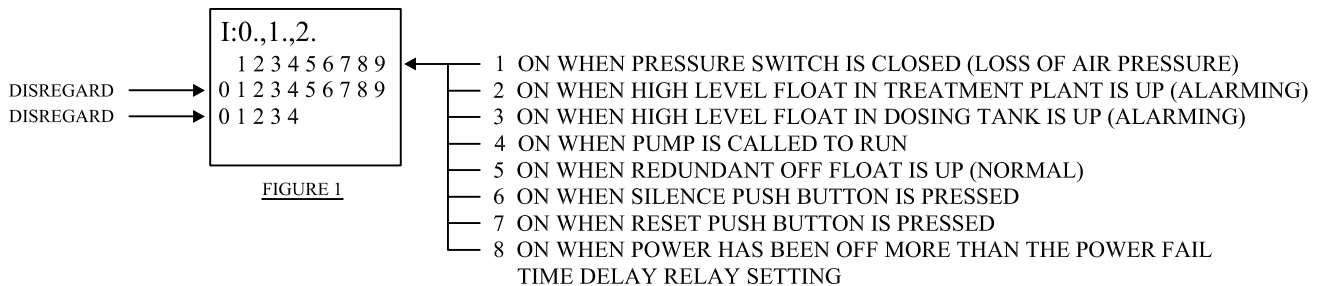 I:0.,1.,2.
1 2 3 4 5 6 7 8 9
DISREGARD 0 1 2 3 4 5 6 7 8 9
DISREGARD 0 1 2 3 4
FIGURE 1
1 ON WHEN PRESSURE SWITCH IS CLOSED (LOSS OF AIR PRESSURE)
2 ON WHEN HIGH LEVEL FLOAT IN TREATMENT PLANT IS UP (ALARMING)
3 ON WHEN HIGH LEVEL FLOAT IN DOSING TANK IS UP (ALARMING)
4 ON WHEN PUMP IS CALLED TO RUN
5 ON WHEN REDUNDANT OFF FLOAT IS UP (NORMAL)
6 ON WHEN SILENCE PUSH BUTTON IS PRESSED
7 ON WHEN RESET PUSH BUTTON IS PRESSED
8 ON WHEN POWER HAS BEEN OFF MORE THAN THE POWER FAIL
TIME DELAY RELAY SETTING